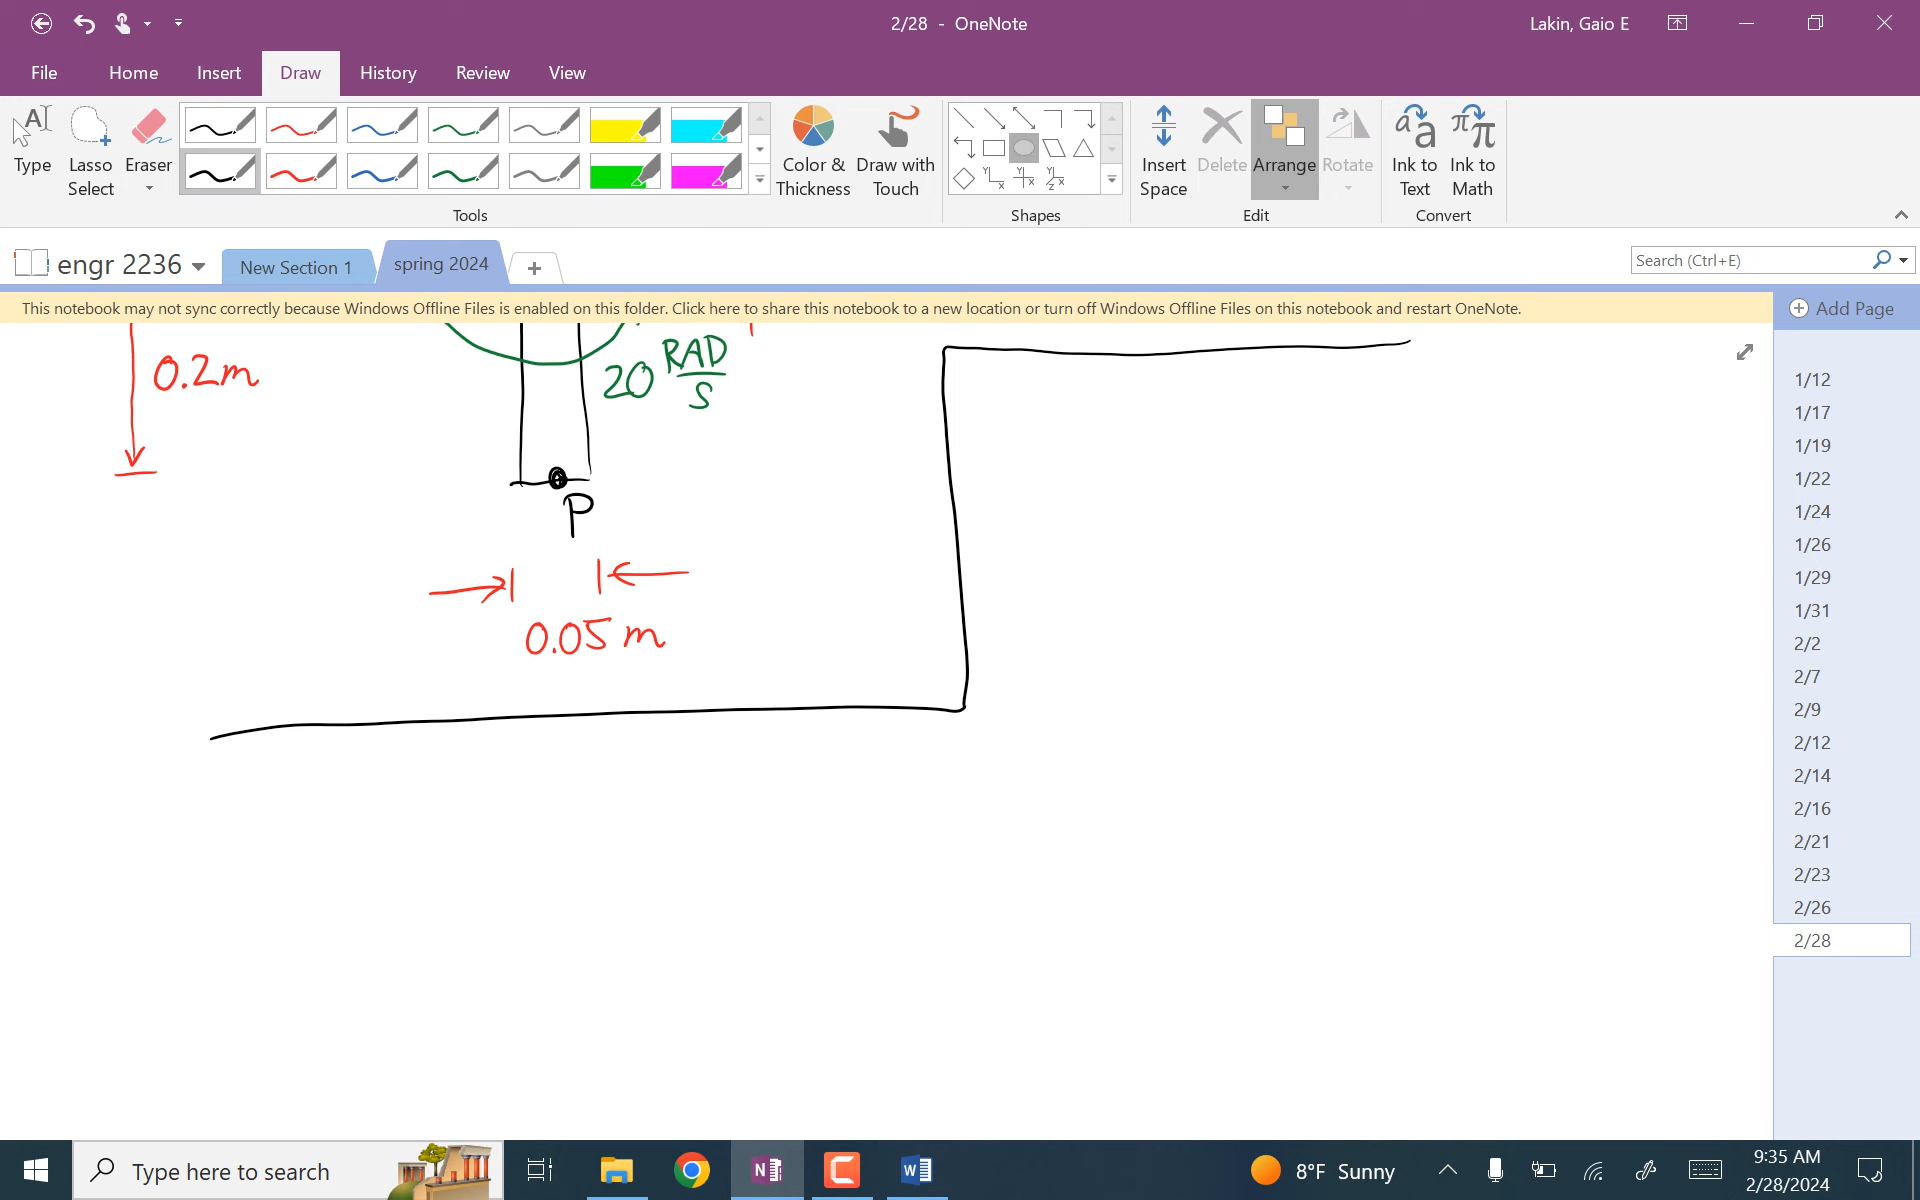 2/28 - OneNote
Lakin, Gaio E
File
Home
Insert
Draw
History
Review
View
Type
Lasso Select
Eraser
Color & Thickness
Draw with Touch
Insert Space
Delete
Arrange
Rotate
Ink to Text
Ink to Math
Tools
Shapes
Edit
Convert
engr 2236
New Section 1
spring 2024
Search (Ctrl+E)
This notebook may not sync correctly because Windows Offline Files is enabled on this folder. Click here to share this notebook to a new location or turn off Windows Offline Files on this notebook and restart OneNote.
Add Page
0.2m
20 RAD/S
P
0.05 m
1/12
1/17
1/19
1/22
1/24
1/26
1/29
1/31
2/2
2/7
2/9
2/12
2/14
2/16
2/21
2/23
2/26
2/28
Type here to search
8°F Sunny
9:35 AM
2/28/2024